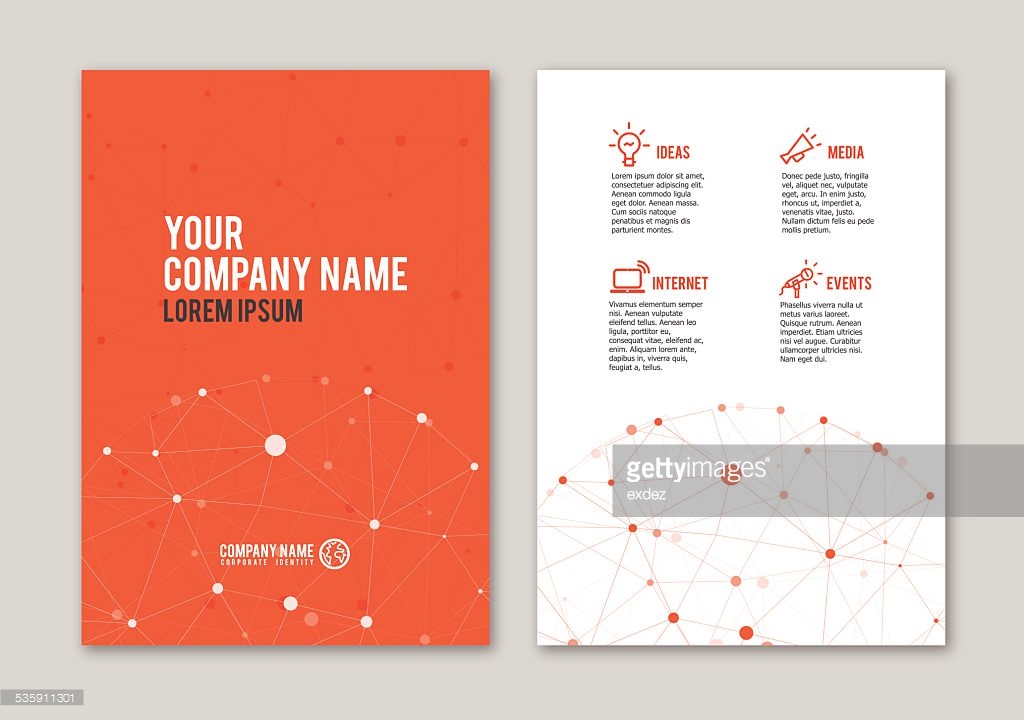 YOUR
COMPANY NAME
LOREM IPSUM
COMPANY NAME
CORPORATE IDENTITY
IDEAS
Lorem ipsum dolor sit amet,
consectetuer adipiscing elit.
Aenean commodo ligula
eget dolor. Aenean massa.
Cum sociis natoque
penatibus et magnis dis
parturient montes.
MEDIA
Donec pede justo, fringilla
vel, aliquet nec, vulputate
eget, arcu. In enim justo,
rhoncus ut, imperdiet a,
venenatis vitae, justo.
Nullam dictum felis eu pede
mollis pretium.
INTERNET
Vivamus elementum semper
nisi. Aenean vulputate
eleifend tellus. Aenean leo
ligula, porttitor eu,
consequat vitae, eleifend ac,
enim. Aliquam lorem ante,
dapibus in, viverra quis,
feugiat a, tellus.
EVENTS
Phasellus viverra nulla ut
metus varius laoreet.
Quisque rutrum. Aenean
imperdiet. Etiam ultricies
nisi vel augue. Curabitur
ullamcorper ultricies nisi.
Nam eget dui.
gettyimages®
exdez
535911301